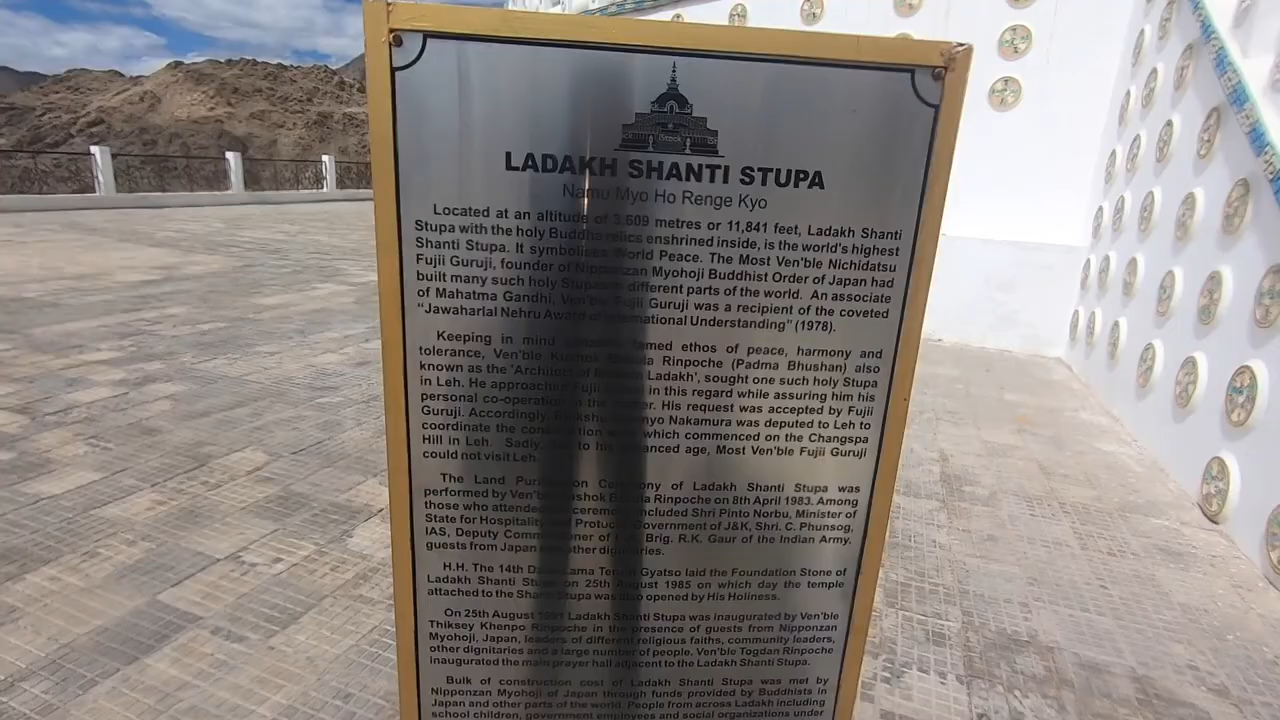 iStock
LADAKH SHANTI STUPA
Namu Myo Ho Renge Kyo
Located at an altitude of 3,609 metres or 11,841 feet, Ladakh Shanti
Stupa with the holy Buddha relics enshrined inside, is the world's highest
Shanti Stupa. It symbolises World Peace. The Most Ven'ble Nichidatsu
Fujii Guruji, founder of Nipponzan Myohoji Buddhist Order of Japan had
built many such holy Stupas in different parts of the world. An associate
of Mahatma Gandhi, Ven'ble Fujii Guruji was a recipient of the coveted
“Jawaharlal Nehru Award of International Understanding” (1978).
Keeping in mind famed ethos of peace, harmony and
tolerance, Ven'ble Kushok Bakula Rinpoche (Padma Bhushan) also
known as the 'Architect of Ladakh', sought one such holy Stupa
in Leh. He approached Fujii in this regard while assuring him his
personal co-operation in the . His request was accepted by Fujii
Guruji. Accordingly, Bhikshu Nakamura was deputed to Leh to
coordinate the construction work which commenced on the Changspa
Hill in Leh. Sadly, due to his advanced age, Most Ven'ble Fujii Guruji
could not visit Leh.
The Land Purification Ceremony of Ladakh Shanti Stupa was
performed by Ven'ble Kushok Bakula Rinpoche on 8th April 1983. Among
those who attended ceremony included Shri Pinto Norbu, Minister of
State for Hospitality and Protocol, Government of J&K, Shri. C. Phunsog,
IAS, Deputy Commissioner of Leh, Brig. R.K. Gaur of the Indian Army,
guests from Japan and other dignitaries.
H.H. The 14th Dalai Lama Tenzin Gyatso laid the Foundation Stone of
Ladakh Shanti Stupa on 25th August 1985 on which day the temple
attached to the Shanti Stupa was also opened by His Holiness.
On 25th August 1991 Ladakh Shanti Stupa was inaugurated by Ven'ble
Thiksey Khenpo Rinpoche in the presence of guests from Nipponzan
Myohoji, Japan, leaders of different religious faiths, community leaders,
other dignitaries and a large number of people. Ven'ble Togdan Rinpoche
inaugurated the main prayer hall adjacent to the Ladakh Shanti Stupa.
Bulk of construction cost of Ladakh Shanti Stupa was met by
Nipponzan Myohoji of Japan through funds provided by Buddhists in
Japan and other parts of the world. People from across Ladakh including
school children, government employees and social organizations under